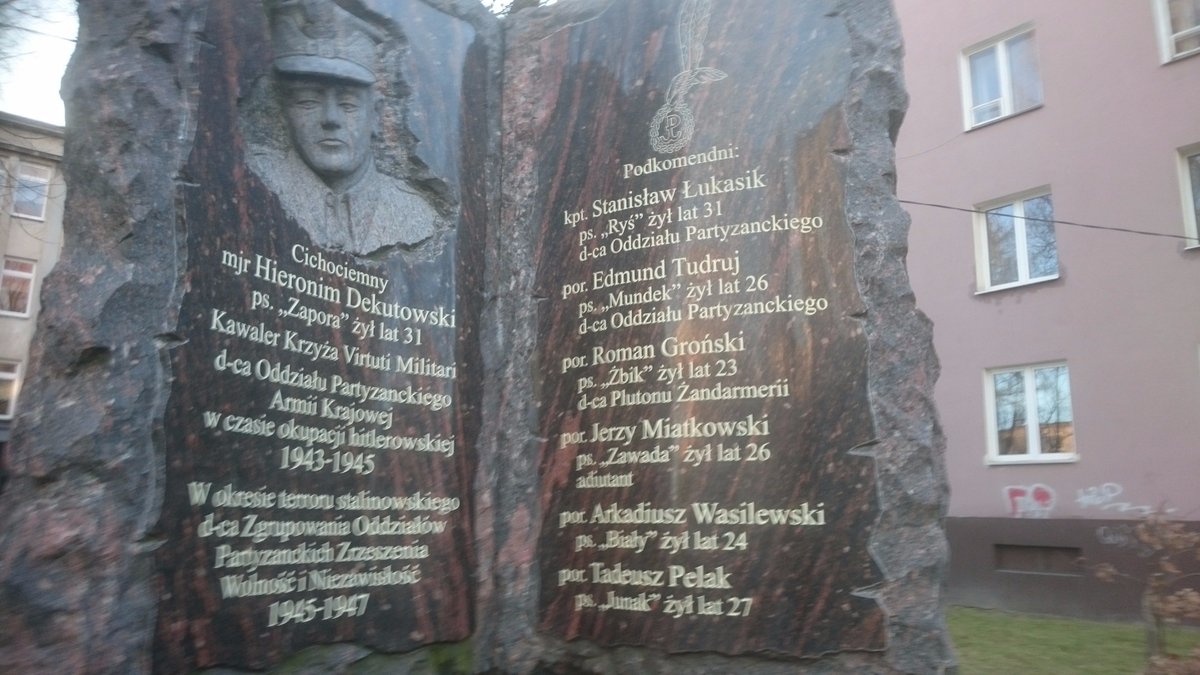 Cichociemny
mjr Hieronim Dekutowski
ps. „Zapora” żył lat 31
Kawaler Krzyża Virtuti Militari
d-ca Oddziału Partyzanckiego
Armii Krajowej
w czasie okupacji hitlerowskiej
1943-1945
W okresie terroru stalinowskiego
d-ca Zgrupowana Oddziałów
Partyzanckich Zrzeszenia
Wolność i Niezawisłość
1945-1947
Podkomendni:
kpt. Stanisław Łukasik
ps. „Ryś” żył lat 31
d-ca Oddziału Partyzanckiego
por. Edmund Tudruj
ps. „Mundek” żył lat 26
d-ca Oddziału Partyzanckiego
por. Roman Groński
ps. „Żbik” żył lat 23
d-ca Plutonu Żandarmerii
por. Jerzy Miatkowski
ps. „Zawada” żył lat 26
adiutant
por. Arkadiusz Wasilewski
ps. „Biały” żył lat 24
por. Tadeusz Pelak
ps. „Junak” żył lat 27